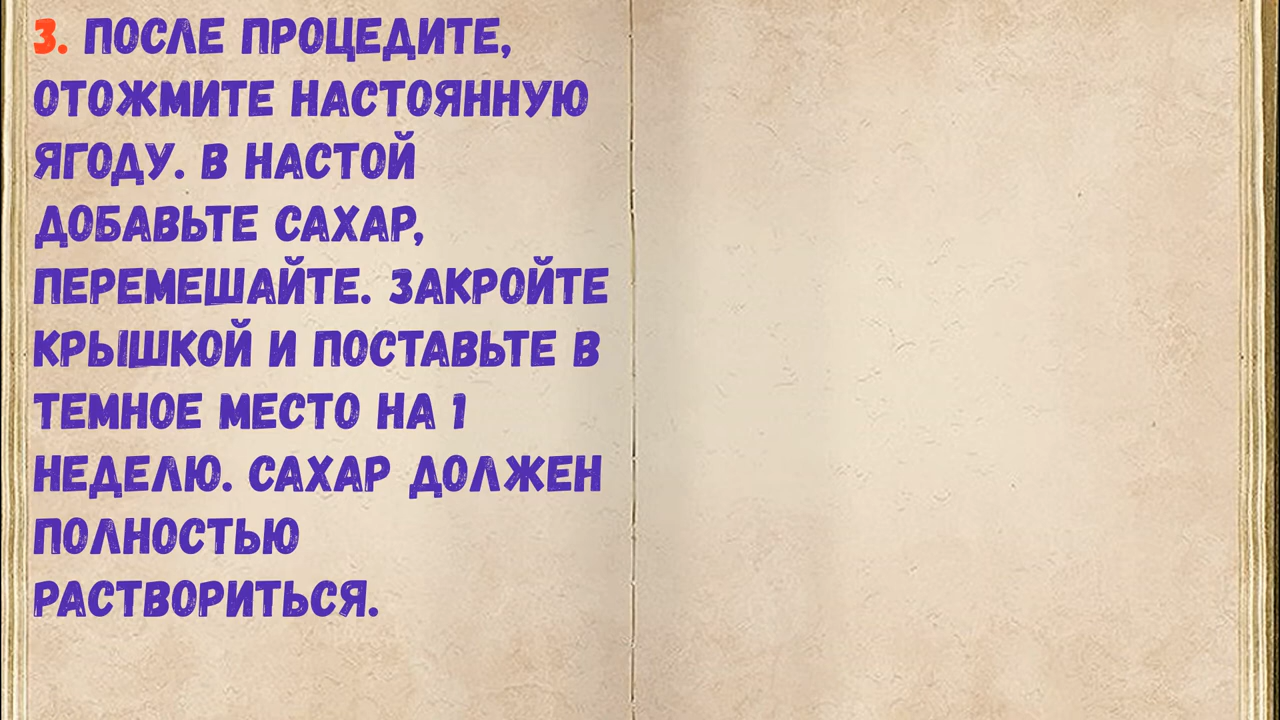 3. ПОСЛЕ ПРОЦЕДИТЕ,
ОТОЖМИТЕ НАСТОЯННУЮ
ЯГОДУ. В НАСТОЙ
ДОБАВЬТЕ САХАР,
ПЕРЕМЕШАЙТЕ. ЗАКРОЙТЕ
КРЫШКОЙ И ПОСТАВЬТЕ В
ТЕМНОЕ МЕСТО НА 1
НЕДЕЛЮ. САХАР ДОЛЖЕН
ПОЛНОСТЬЮ
РАСТВОРИТЬСЯ.